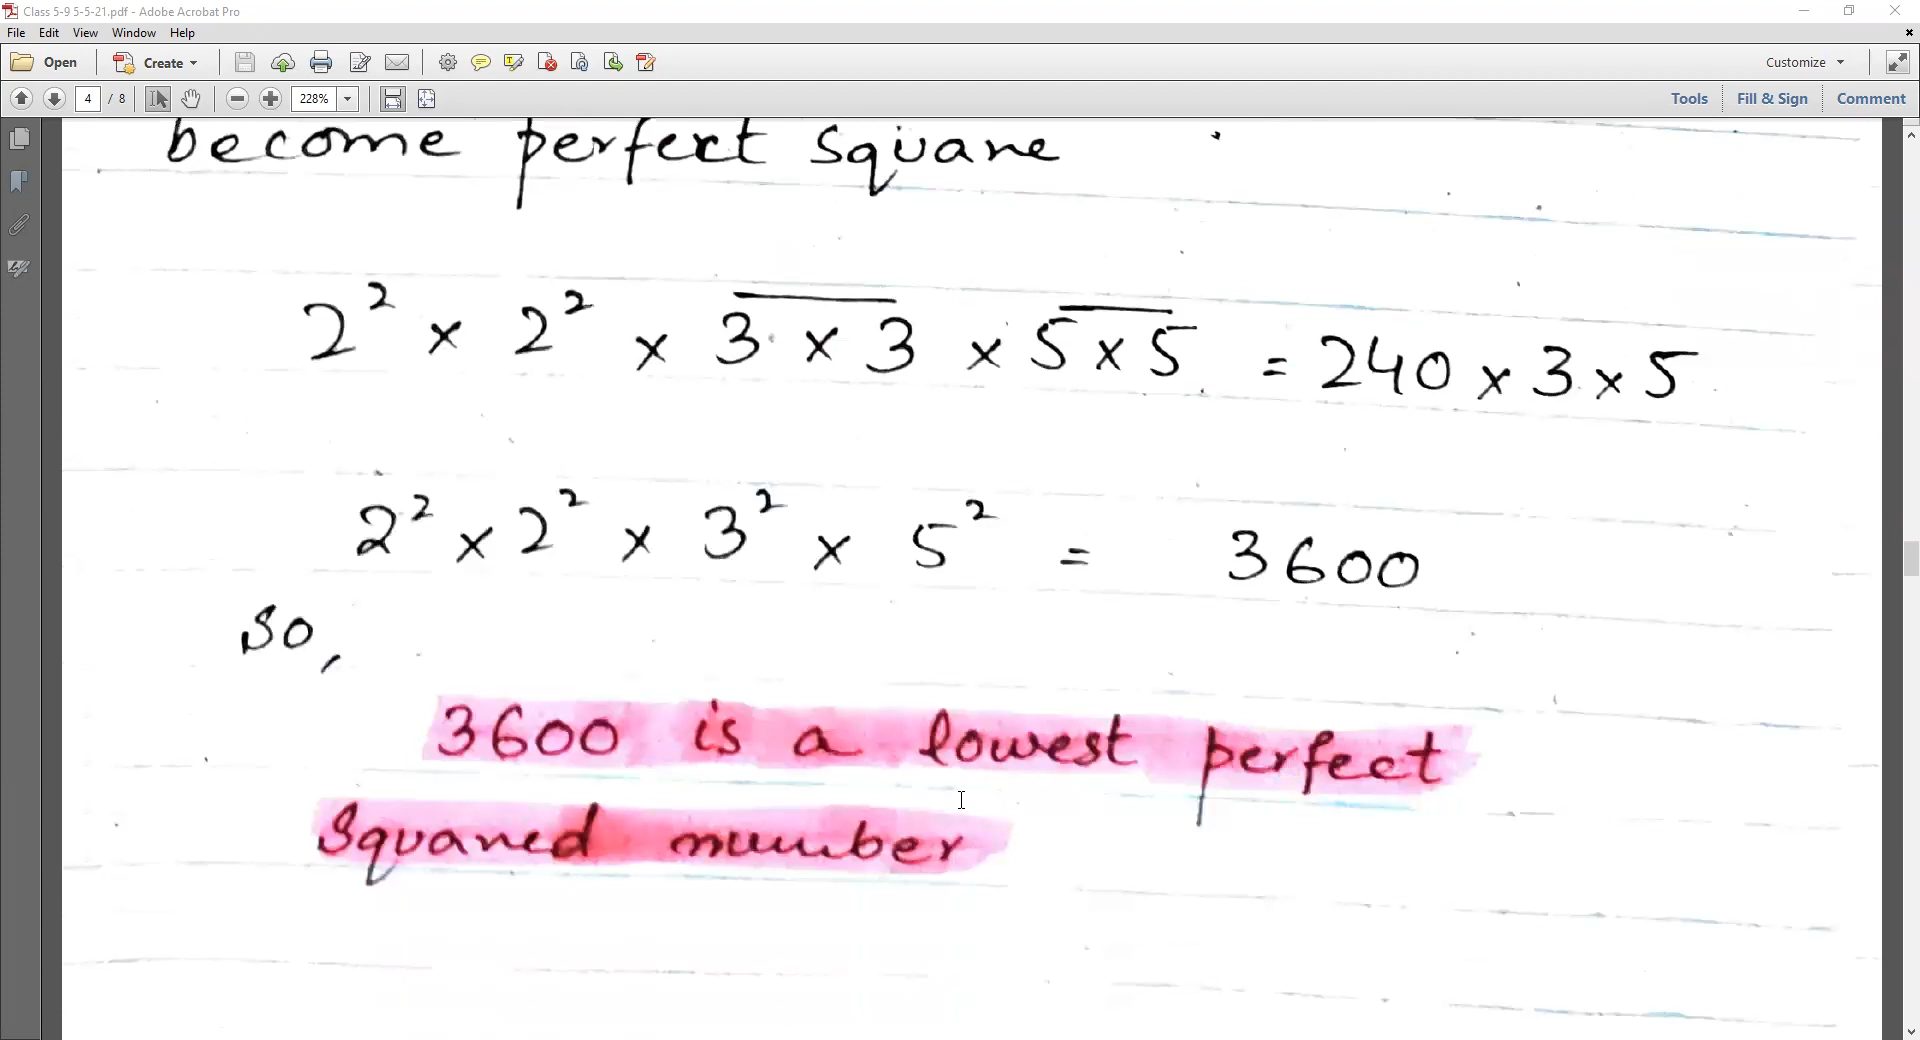 Class 5-9 5-5-21.pdf - Adobe Acrobat Pro
File Edit View Window Help
Open Create Customize
4 / 8 228% Tools Fill & Sign Comment
become perfect square
2² × 2² × 3 × 3 × 5 × 5 = 240 × 3 × 5
2² × 2² × 3² × 5² = 3600
So,
3600 is a lowest perfect
Squared number